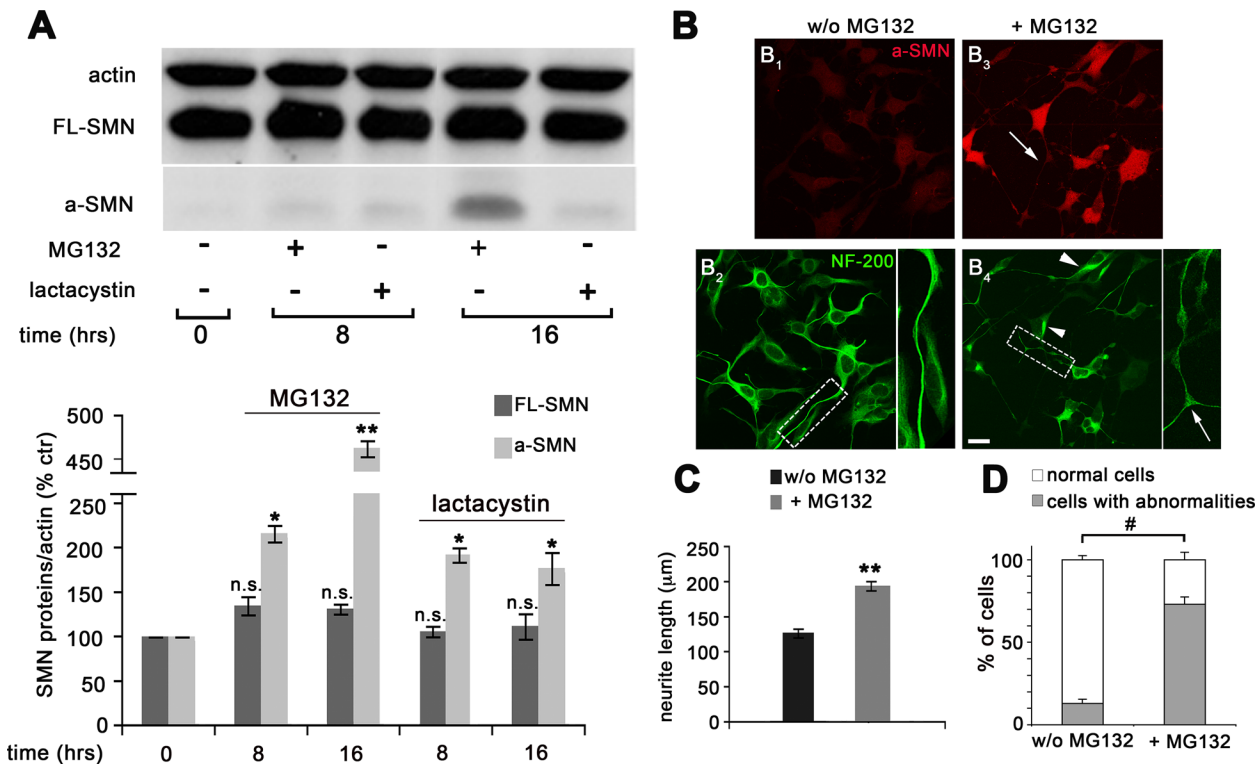 A
actin
FL-SMN
a-SMN
MG132 - + - + -
lactacystin - - + - +
time (hrs) 0 8 16
MG132
lactacystin
FL-SMN
a-SMN
SMN proteins/actin (% ctr)
500
450
250
200
150
100
50
0
n.s. * n.s. ** n.s. * n.s. *
time (hrs) 0 8 16 8 16
B
w/o MG132 + MG132
B1 a-SMN B3
B2 NF-200 B4
C
w/o MG132
+ MG132
neurite length (µm)
250
200
150
100
50
0
**
D
normal cells
cells with abnormalities
#
% of cells
100
50
0
w/o MG132 + MG132